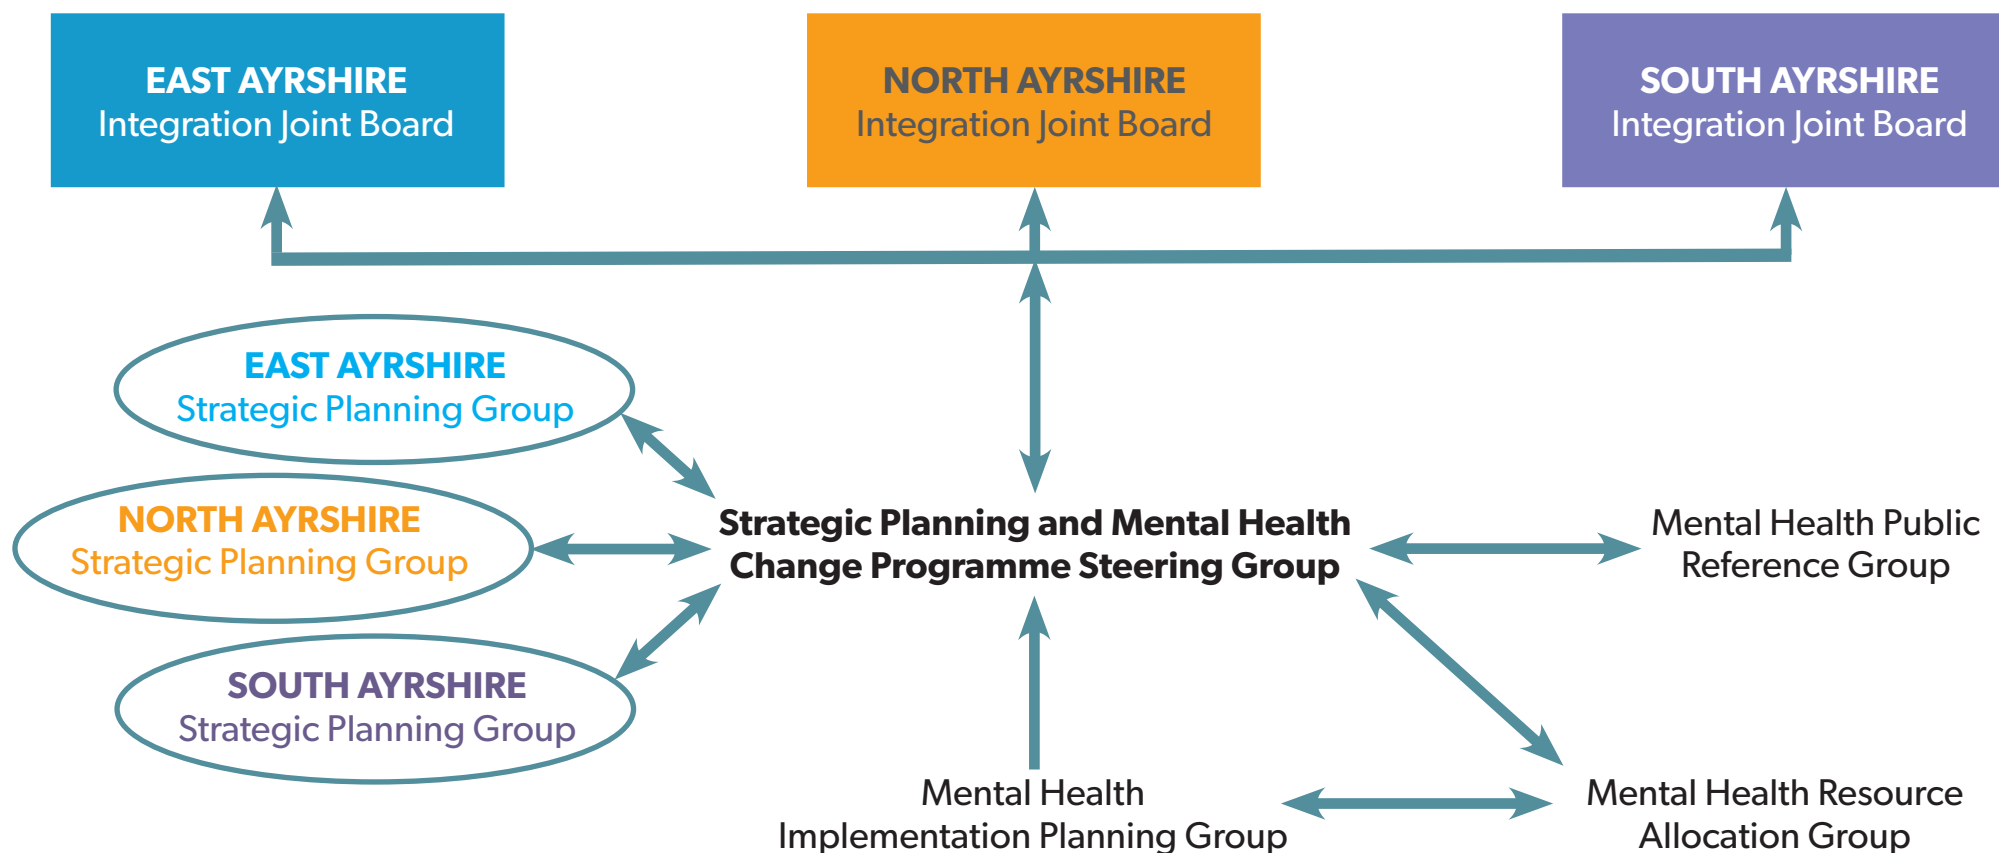 EAST AYRSHIRE
Integration Joint Board
NORTH AYRSHIRE
Integration Joint Board
SOUTH AYRSHIRE
Integration Joint Board
EAST AYRSHIRE
Strategic Planning Group
NORTH AYRSHIRE
Strategic Planning Group
SOUTH AYRSHIRE
Strategic Planning Group
Strategic Planning and Mental Health
Change Programme Steering Group
Mental Health Public
Reference Group
Mental Health
Implementation Planning Group
Mental Health Resource
Allocation Group